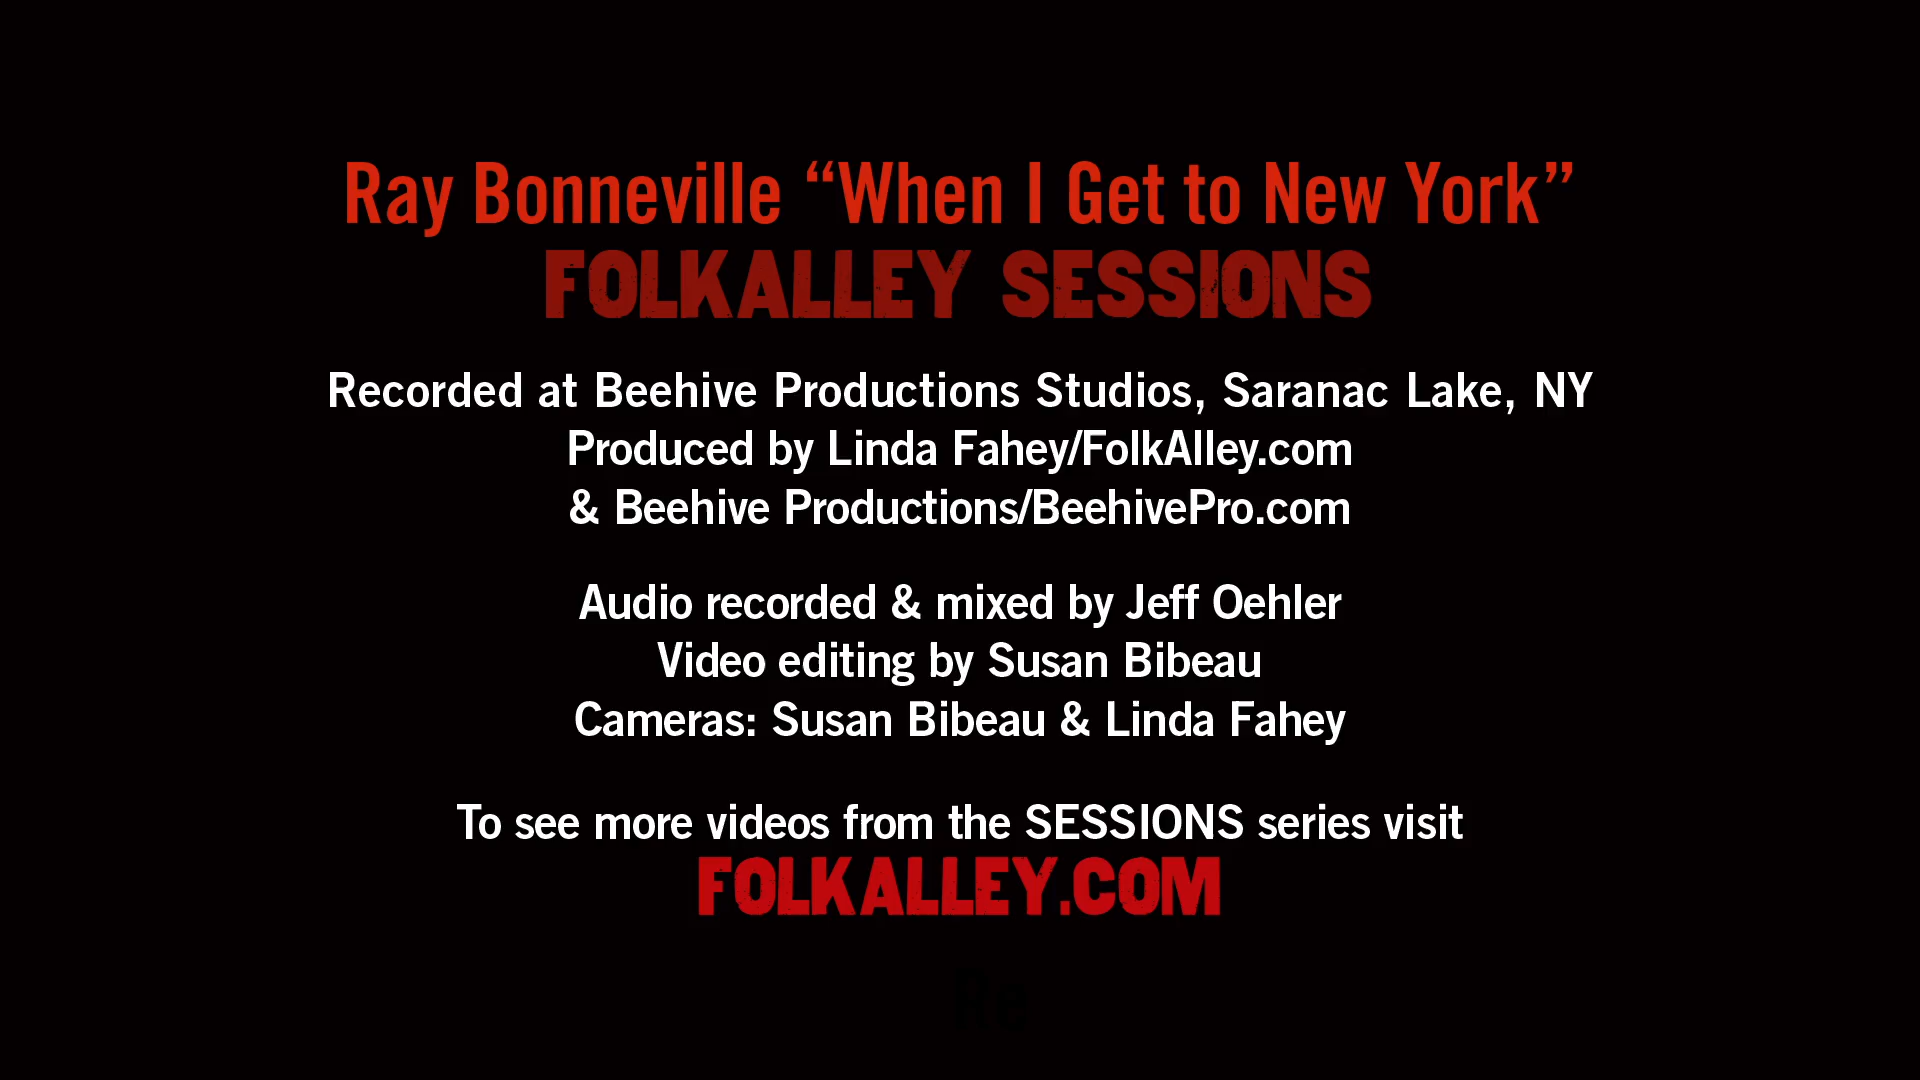 Ray Bonneville “When I Get to New York”
FOLKALLEY SESSIONS
Recorded at Beehive Productions Studios, Saranac Lake, NY
Produced by Linda Fahey/FolkAlley.com
& Beehive Productions/BeehivePro.com
Audio recorded & mixed by Jeff Oehler
Video editing by Susan Bibeau
Cameras: Susan Bibeau & Linda Fahey
To see more videos from the SESSIONS series visit
FOLKALLEY.COM
Re